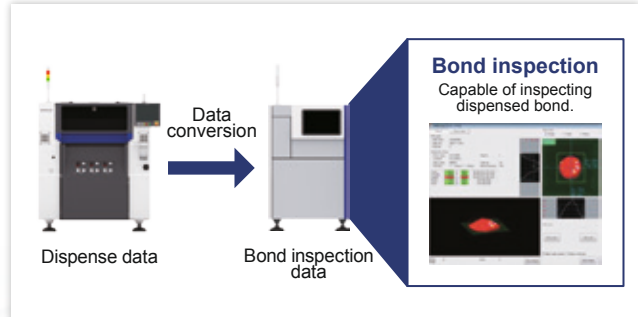 Bond inspection
Capable of inspecting
dispensed bond.
Data
conversion
Dispense data
Bond inspection
data